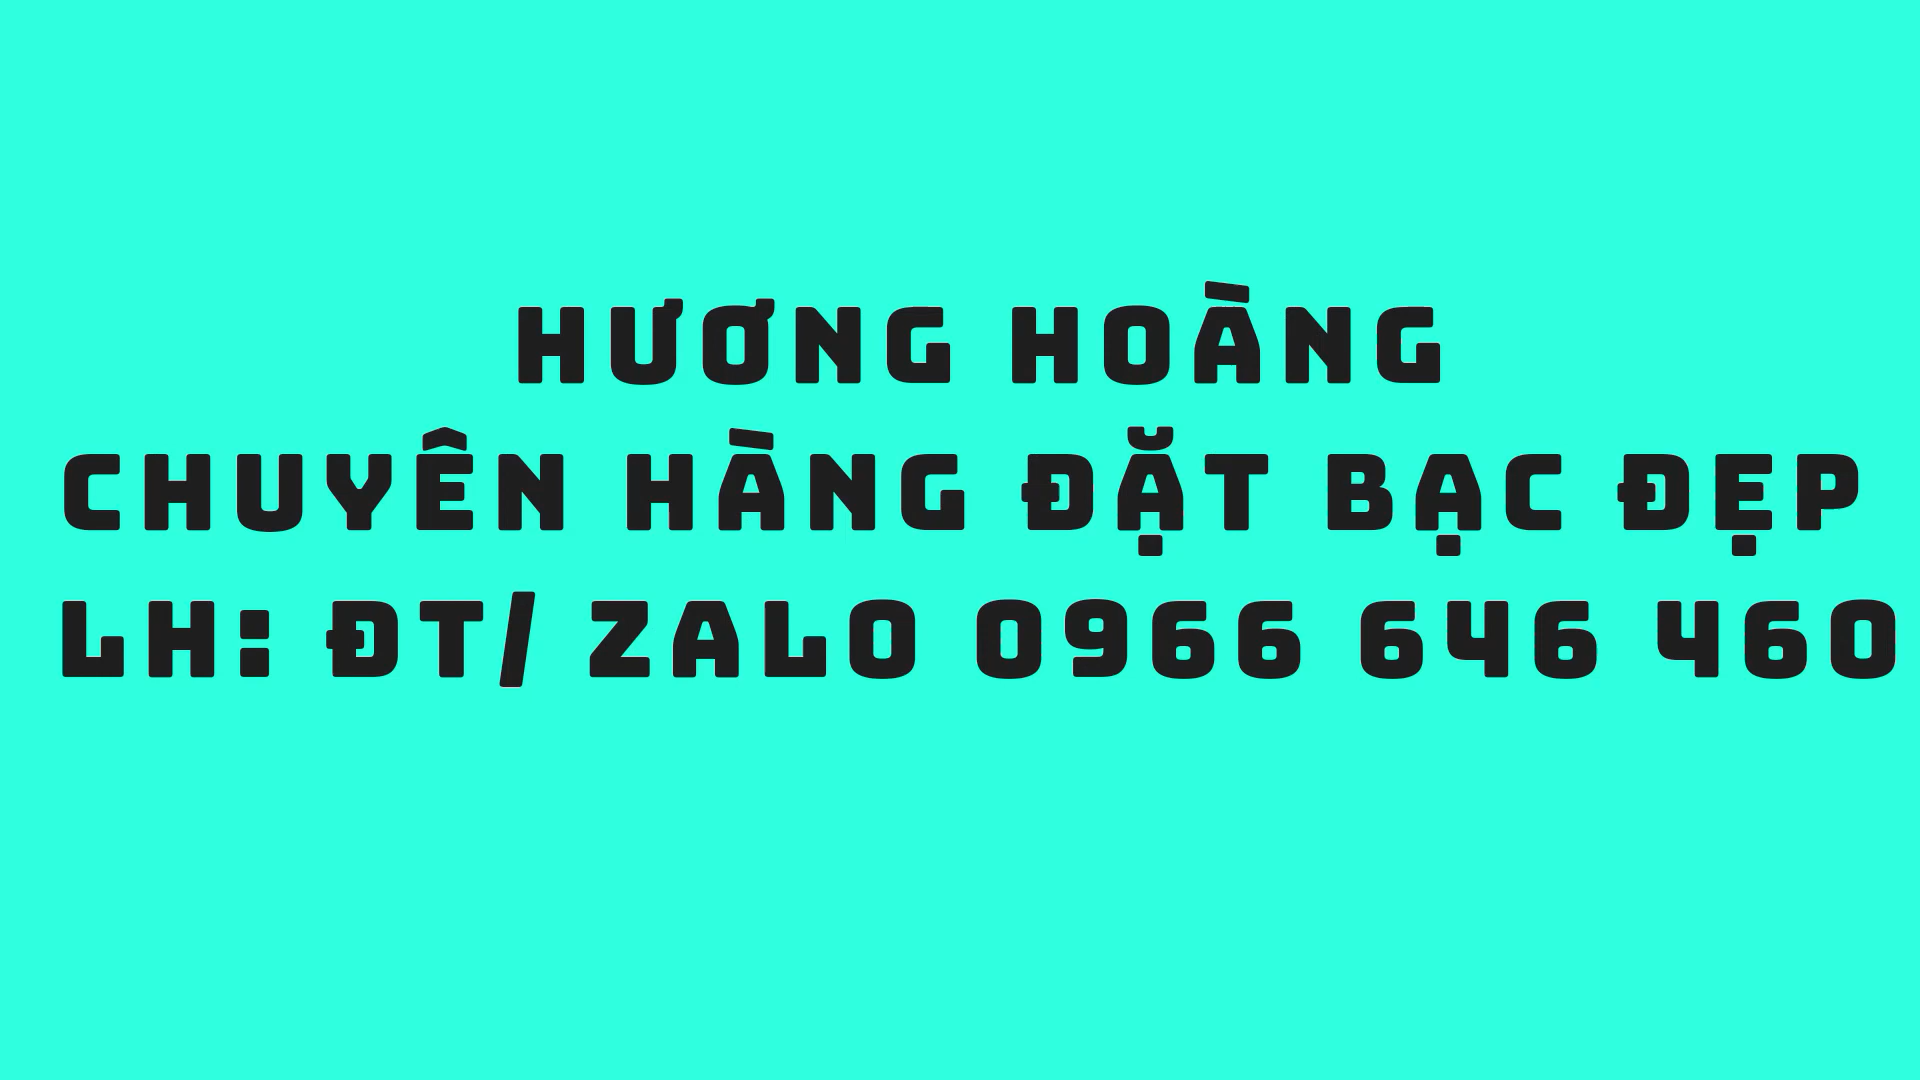 HƯƠNG HOÀNG
CHUYÊN HÀNG ĐẶT BẠC ĐẸP
LH: ĐT/ ZALO 0966 646 460